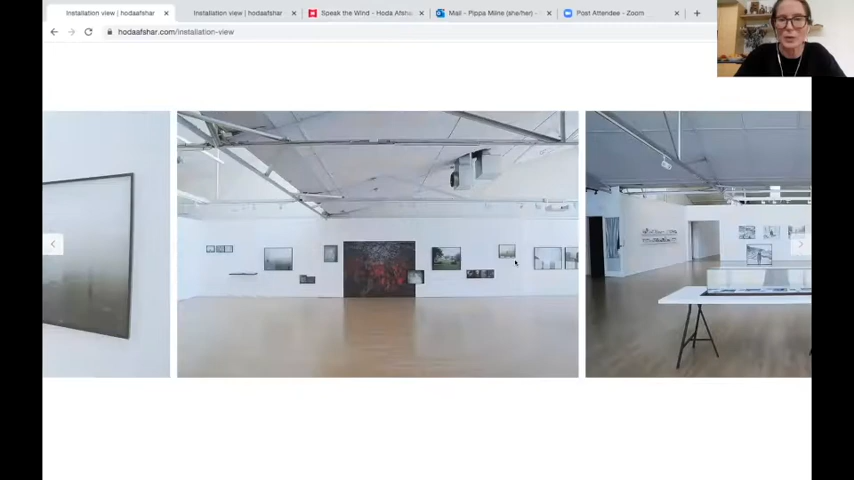 Installation view | hodaafshar
Installation view | hodaafshar
Speak the Wind - Hoda Afsha
Mail - Pippa Milne (she/her) -
Post Attendee - Zoom
hodaafshar.com/installation-view